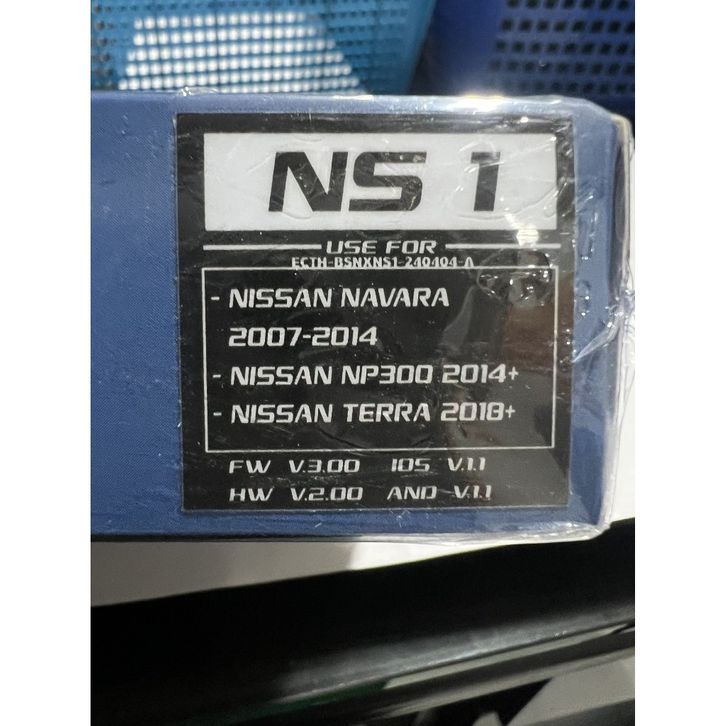 NS 1
USE FOR
ECTH-BSNXNS1-240404-A
- NISSAN NAVARA
2007-2014
- NISSAN NP300 2014+
- NISSAN TERRA 2018+
FW V.3.00 IOS V.1.1
HW V.2.00 AND V.1.1